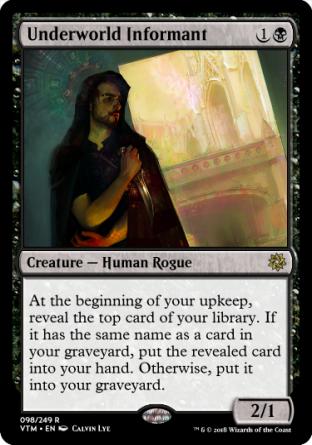 Underworld Informant 1
Creature — Human Rogue
At the beginning of your upkeep,
reveal the top card of your library. If
it has the same name as a card in
your graveyard, put the revealed card
into your hand. Otherwise, put it
into your graveyard.
2/1
098/249 R
VTM • EN Calvin Lye
™ & © 2018 Wizards of the Coast